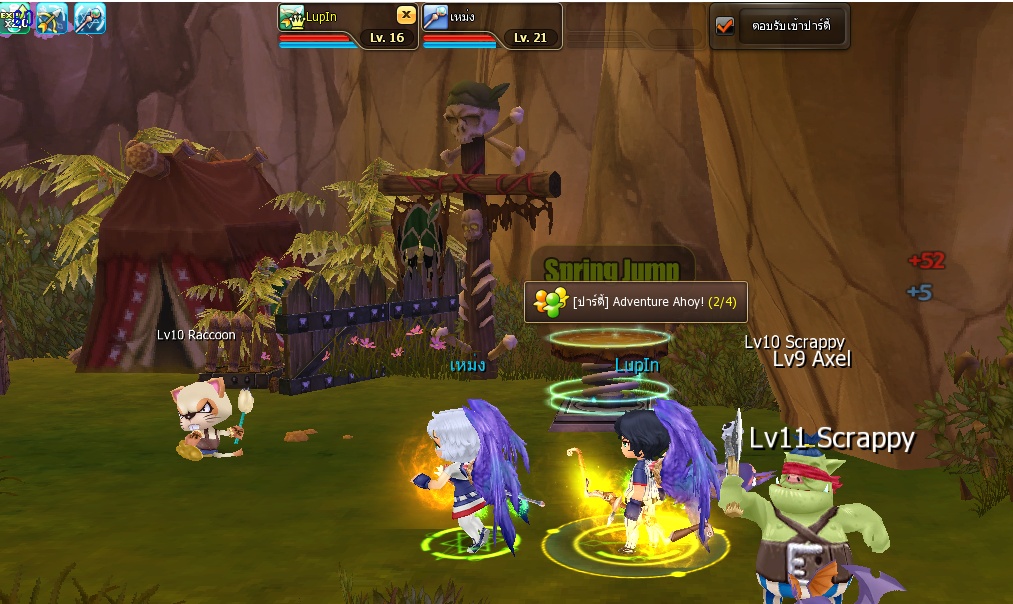 EXP
x20
LupIn
Lv. 16
เหม่ง
Lv. 21
ตอบรับเข้าปาร์ตี้
+52
+5
Spring Jump
[ปาร์ตี้] Adventure Ahoy! (2/4)
Lv10 Raccoon
Lv10 Scrappy
Lv9 Axel
เหม่ง
LupIn
Lv11 Scrappy